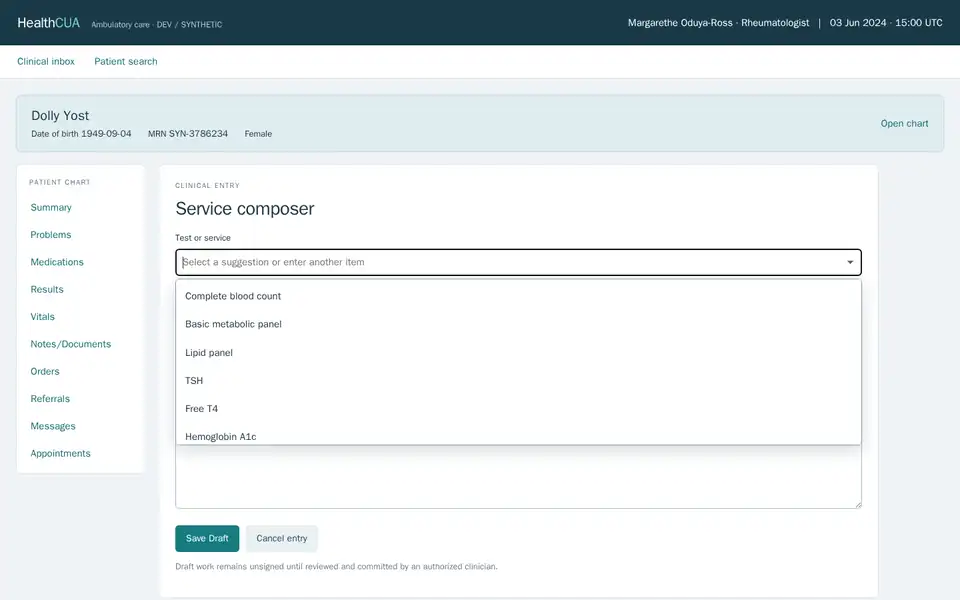 HealthCUA Ambulatory care · DEV / SYNTHETIC
Margarethe Oduya-Ross · Rheumatologist | 03 Jun 2024 · 15:00 UTC
Clinical inbox Patient search
Dolly Yost
Date of birth 1949-09-04 MRN SYN-3786234 Female
Open chart
PATIENT CHART
Summary
Problems
Medications
Results
Vitals
Notes/Documents
Orders
Referrals
Messages
Appointments
CLINICAL ENTRY
Service composer
Test or service
Select a suggestion or enter another item
Complete blood count
Basic metabolic panel
Lipid panel
TSH
Free T4
Hemoglobin A1c
Save Draft Cancel entry
Draft work remains unsigned until reviewed and committed by an authorized clinician.